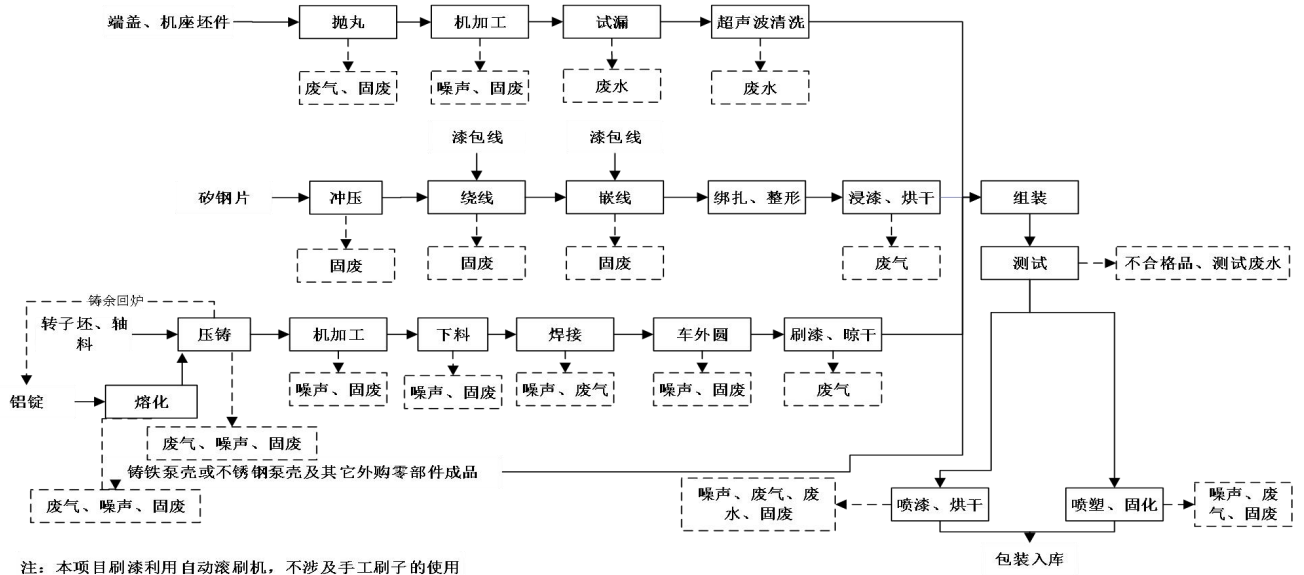 端盖、机座坯件
抛丸
机加工
试漏
超声波清洗
废气、固废
噪声、固废
废水
废水
漆包线
漆包线
矽钢片
冲压
绕线
嵌线
绑扎、整形
浸漆、烘干
组装
固废
固废
固废
废气
测试
不合格品、测试废水
铸余回炉
转子坯、轴
料
压铸
机加工
下料
焊接
车外圆
刷漆、晾干
噪声、固废
噪声、固废
噪声、废气
噪声、固废
废气
铝锭
熔化
废气、噪声、固废
铸铁泵壳或不锈钢泵壳及其它外购零部件成品
废气、噪声、固废
噪声、废气、废
水、固废
喷漆、烘干
喷塑、固化
噪声、废
气、固废
包装入库
注：本项目刷漆利用自动滚刷机，不涉及手工刷子的使用